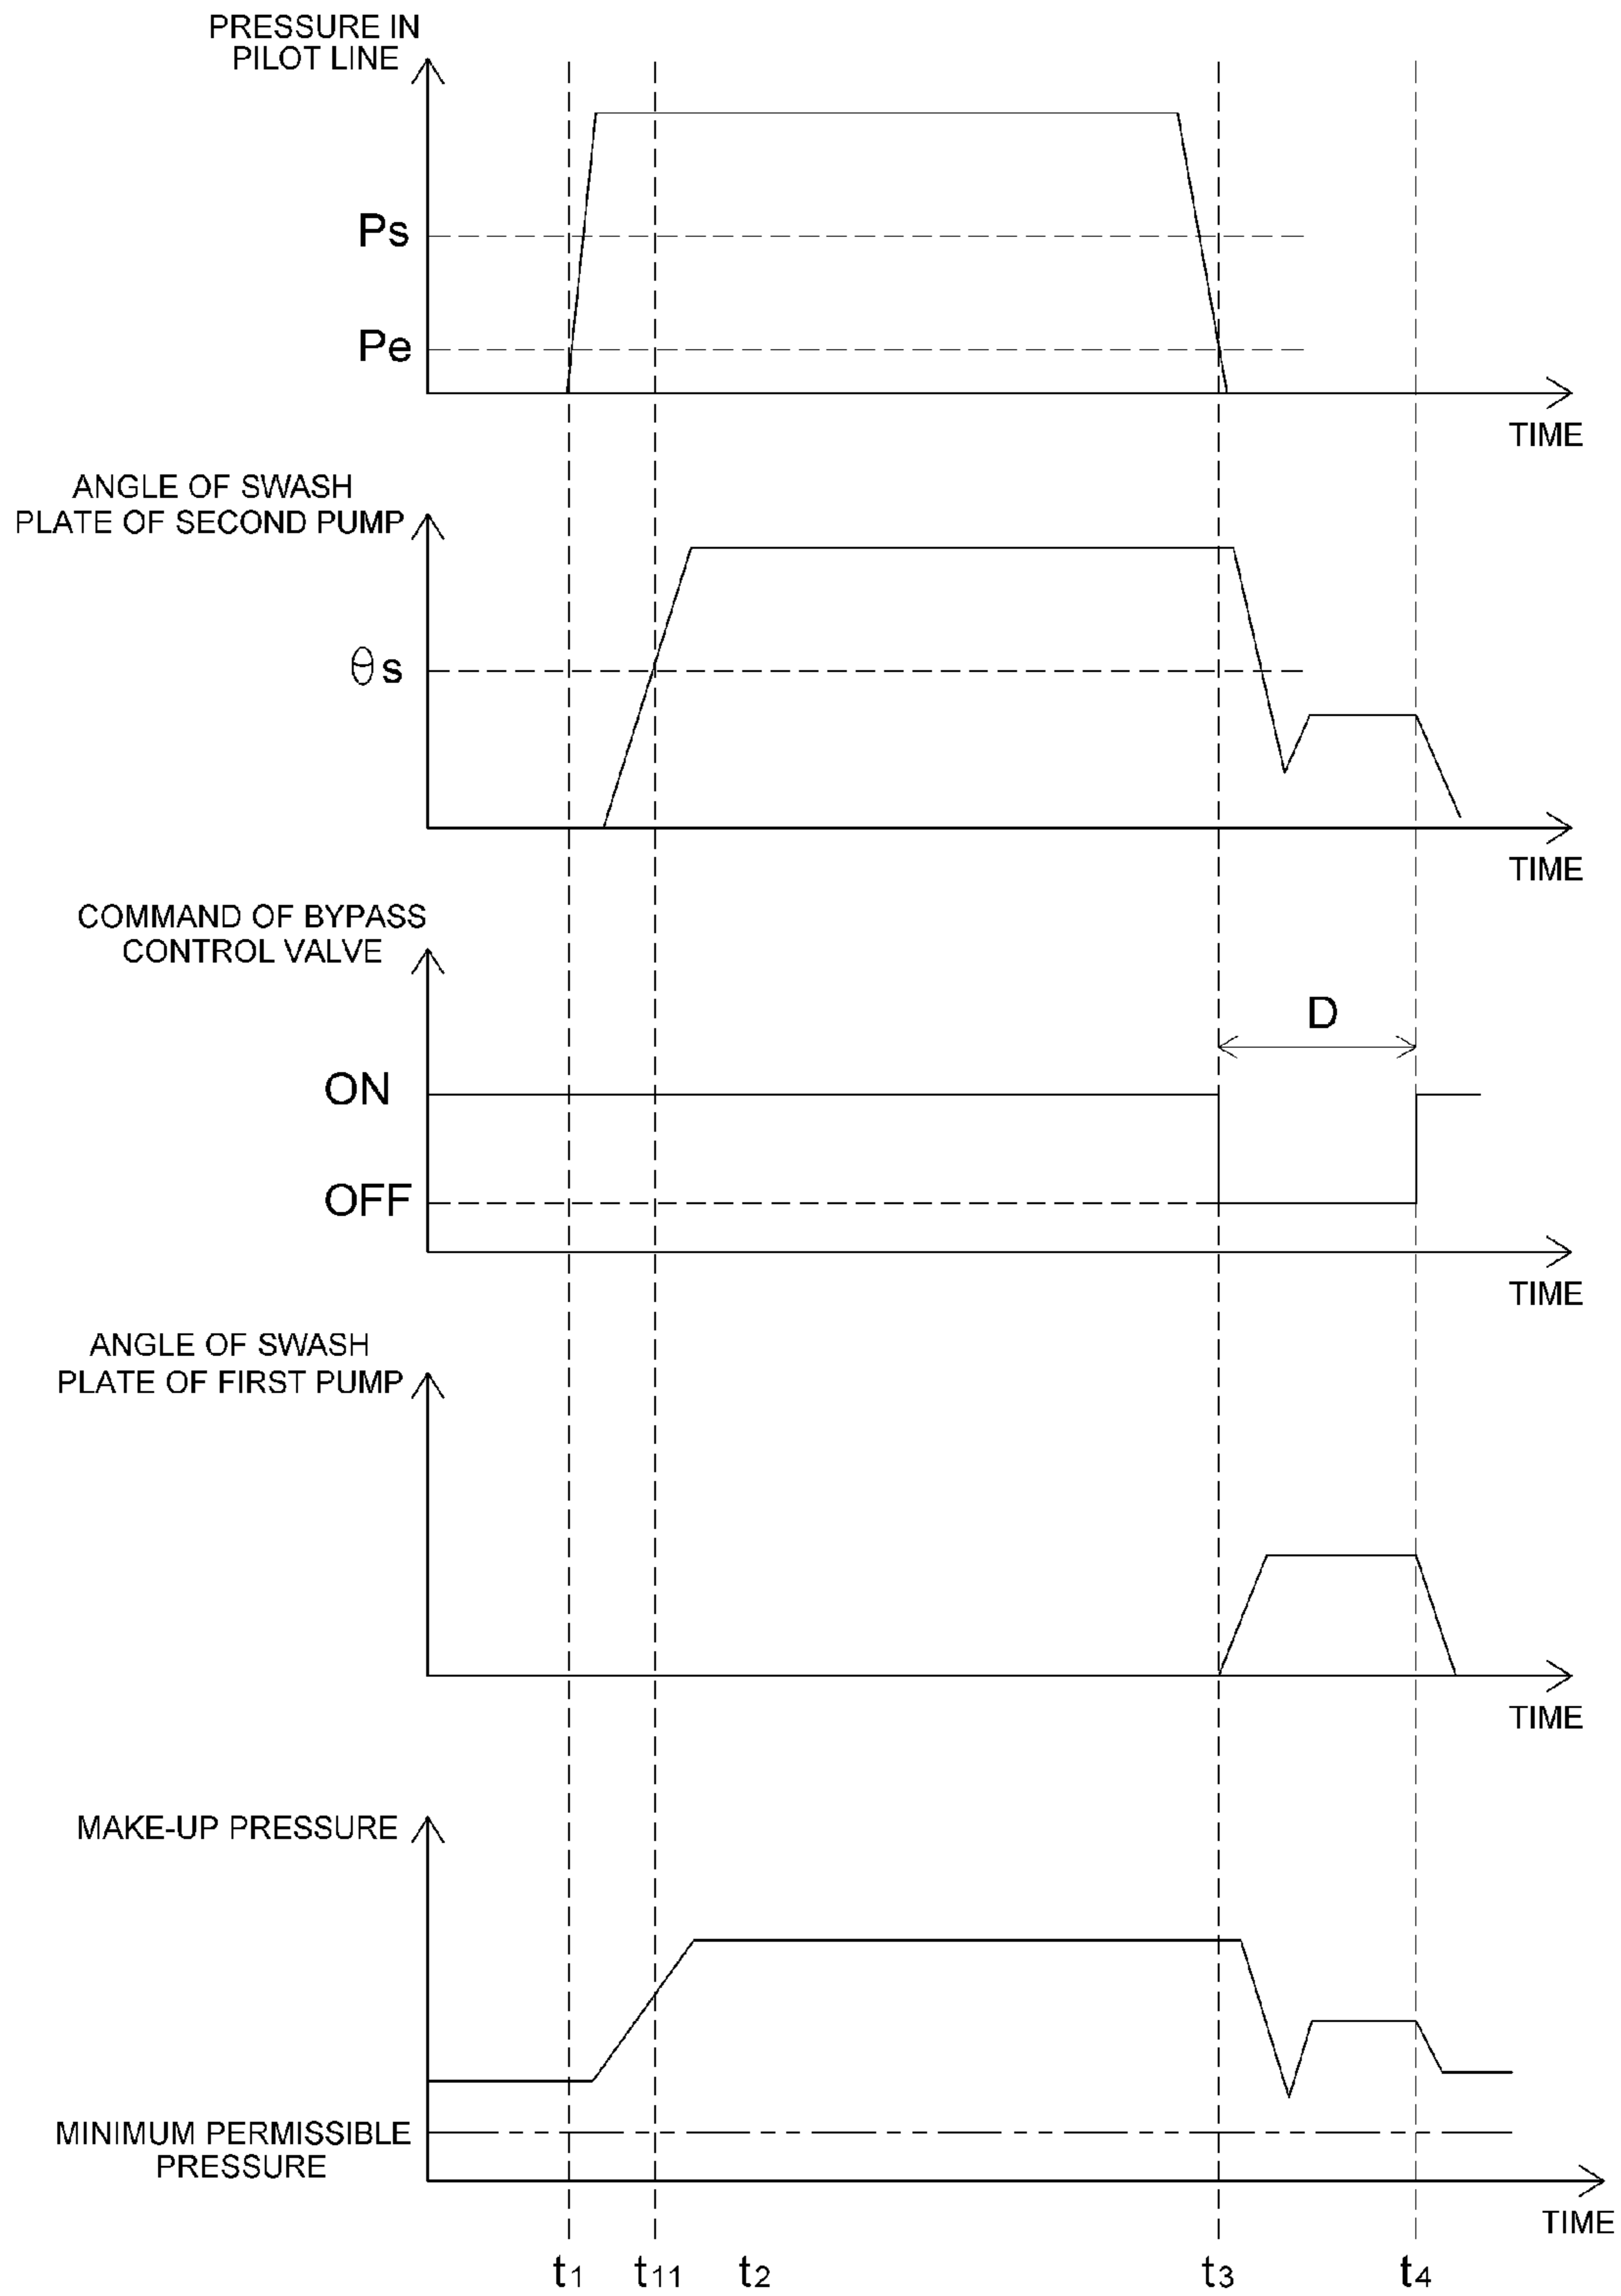 PRESSURE IN
PILOT LINE
Ps
Pe
TIME
ANGLE OF SWASH
PLATE OF SECOND PUMP
θs
TIME
COMMAND OF BYPASS
CONTROL VALVE
D
ON
OFF
TIME
ANGLE OF SWASH
PLATE OF FIRST PUMP
TIME
MAKE-UP PRESSURE
MINIMUM PERMISSIBLE
PRESSURE
TIME
t1 t11 t2 t3 t4